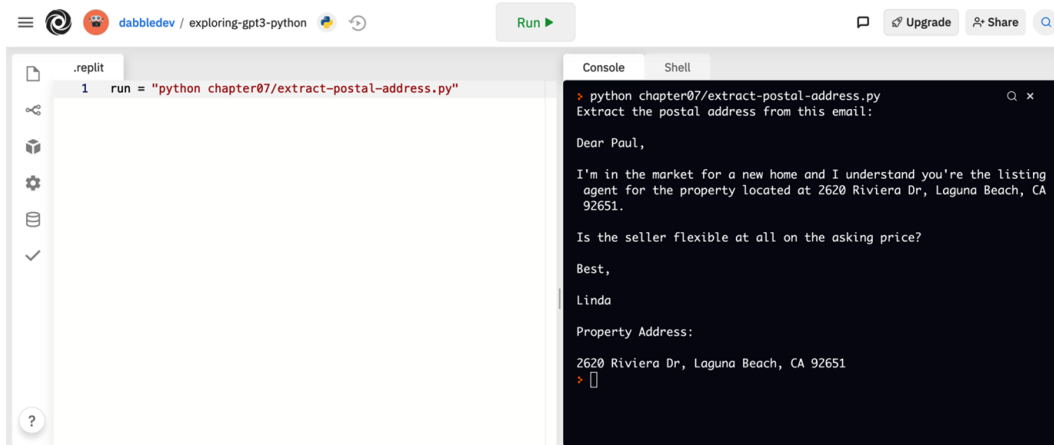 dabbledev / exploring-gpt3-python
Run
Upgrade
Share
.replit
1 run = "python chapter07/extract-postal-address.py"
?
Console Shell
python chapter07/extract-postal-address.py
Extract the postal address from this email:
Dear Paul,
I'm in the market for a new home and I understand you're the listing
agent for the property located at 2620 Riviera Dr, Laguna Beach, CA
92651.
Is the seller flexible at all on the asking price?
Best,
Linda
Property Address:
2620 Riviera Dr, Laguna Beach, CA 92651